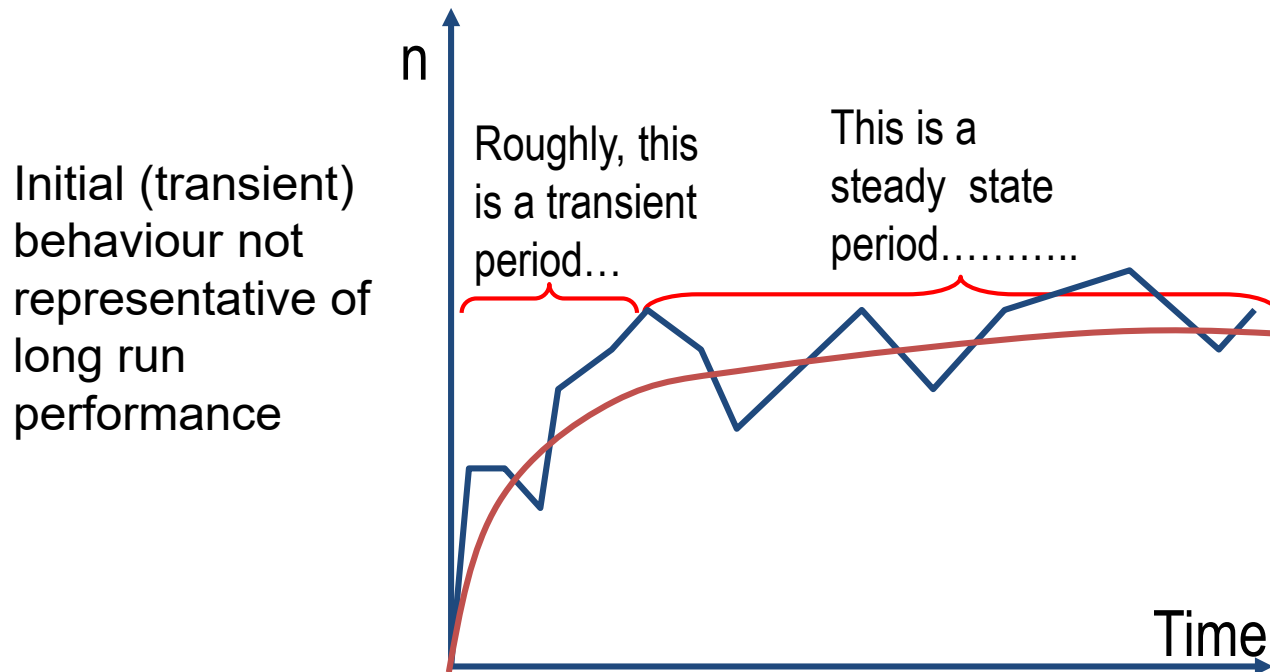 Initial (transient)
behaviour not
representative of
long run
performance
n
Roughly, this
is a transient
period…
This is a
steady state
period………..
Time